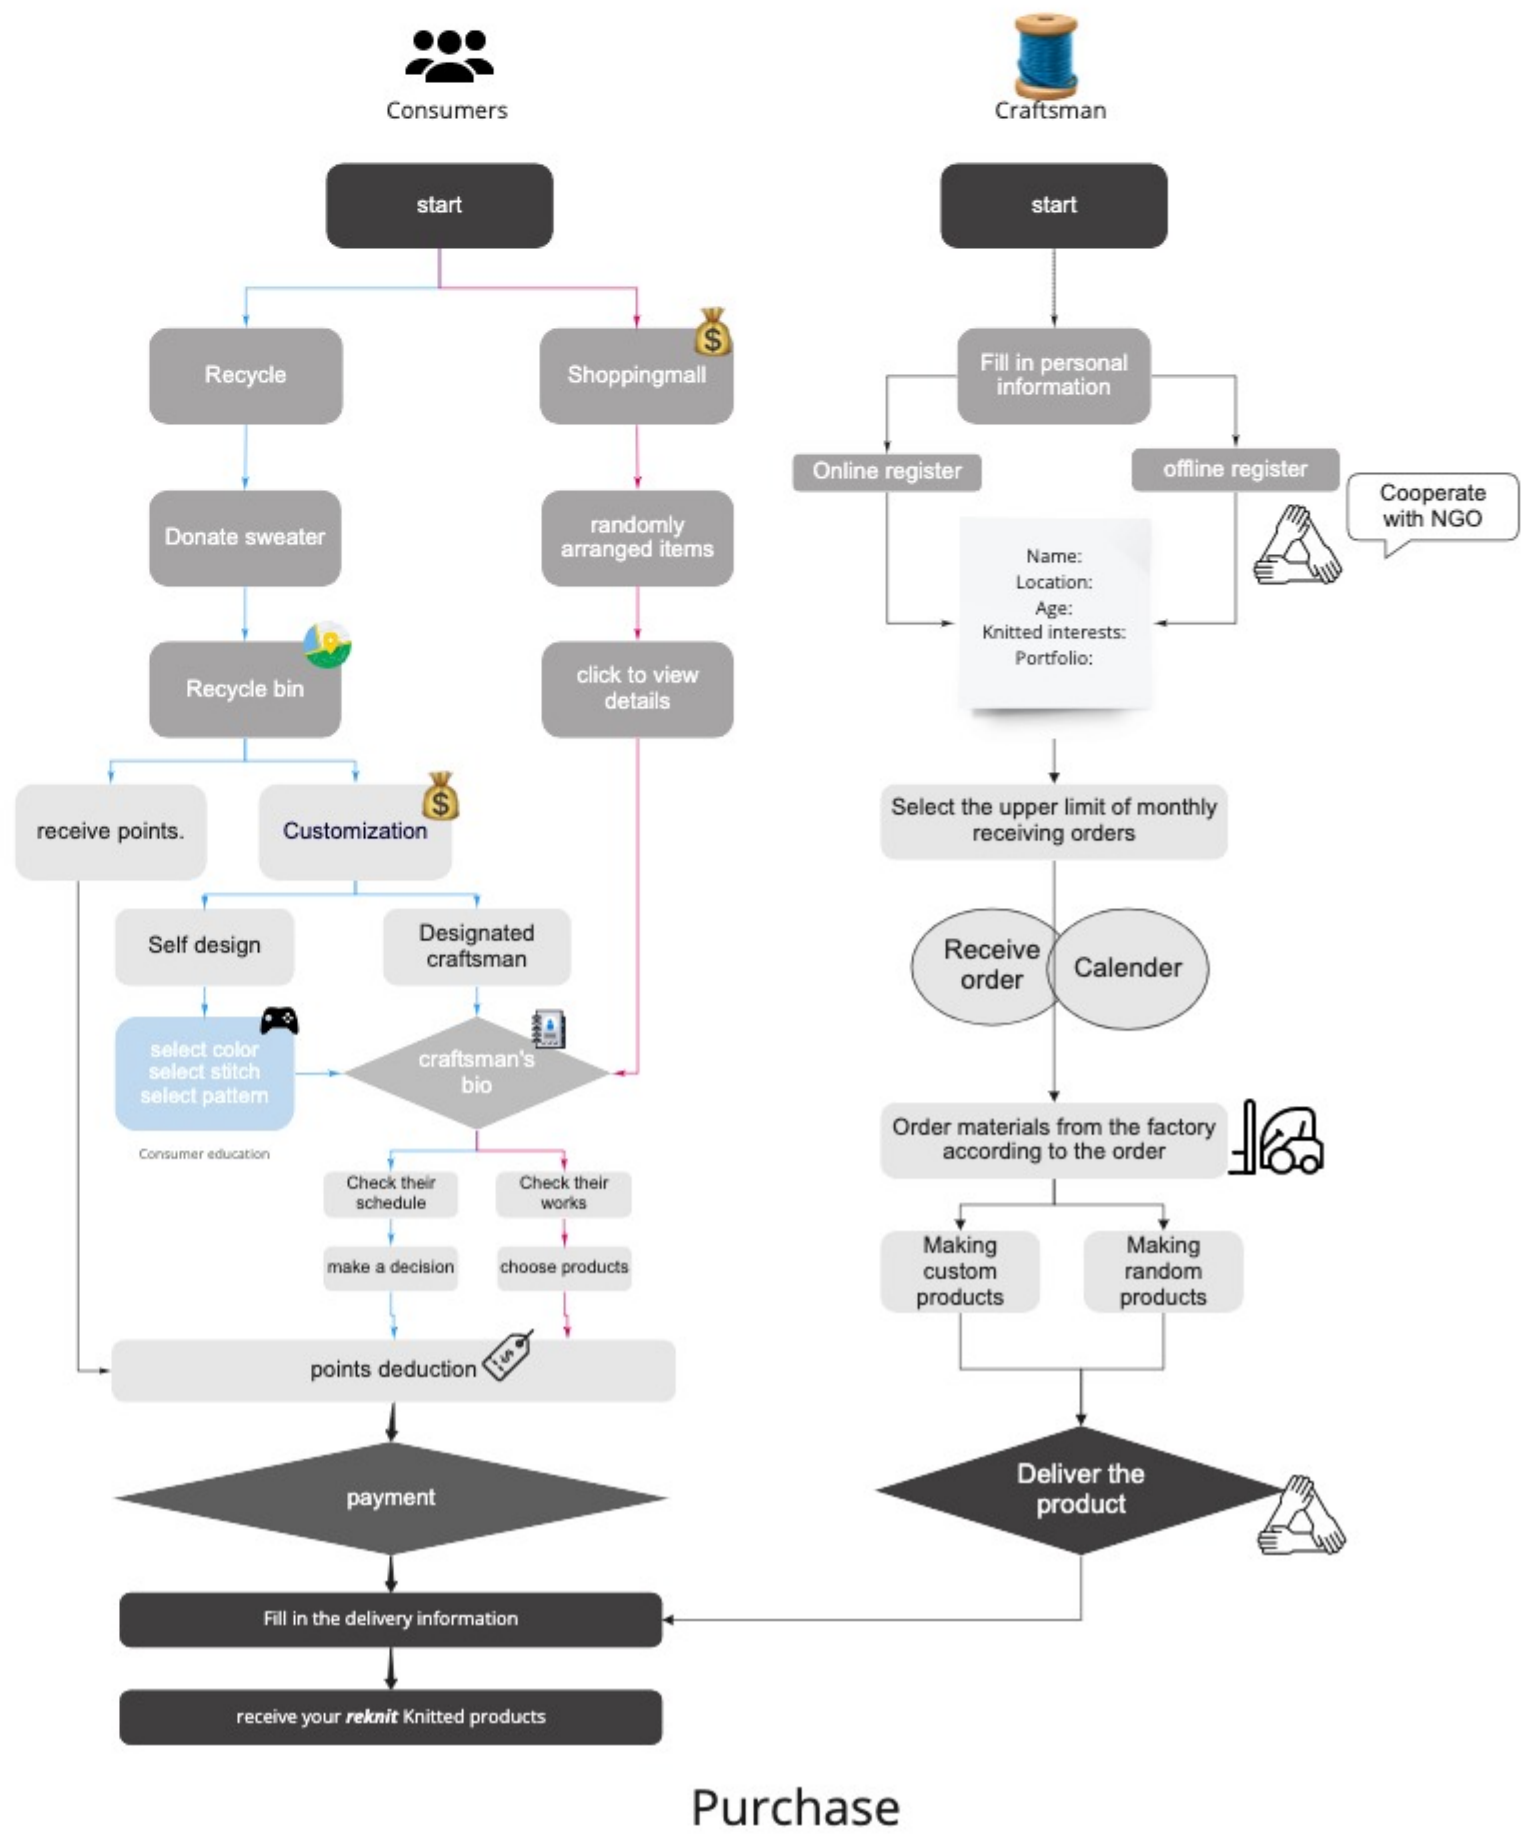 Consumers
Craftsman
start
start
Recycle
Shoppingmall
Fill in personal
information
Online register
offline register
Cooperate
with NGO
Donate sweater
randomly
arranged items
Name:
Location:
Age:
Knitted interests:
Portfolio:
Recycle bin
click to view
details
receive points.
Customization
Select the upper limit of monthly
receiving orders
Self design
Designated
craftsman
Receive
order
Calender
select color
select stitch
select pattern
craftsman's
bio
Consumer education
Order materials from the factory
according to the order
Check their
schedule
Check their
works
make a decision
choose products
Making
custom
products
Making
random
products
points deduction
payment
Deliver the
product
Fill in the delivery information
receive your reknit Knitted products
Purchase